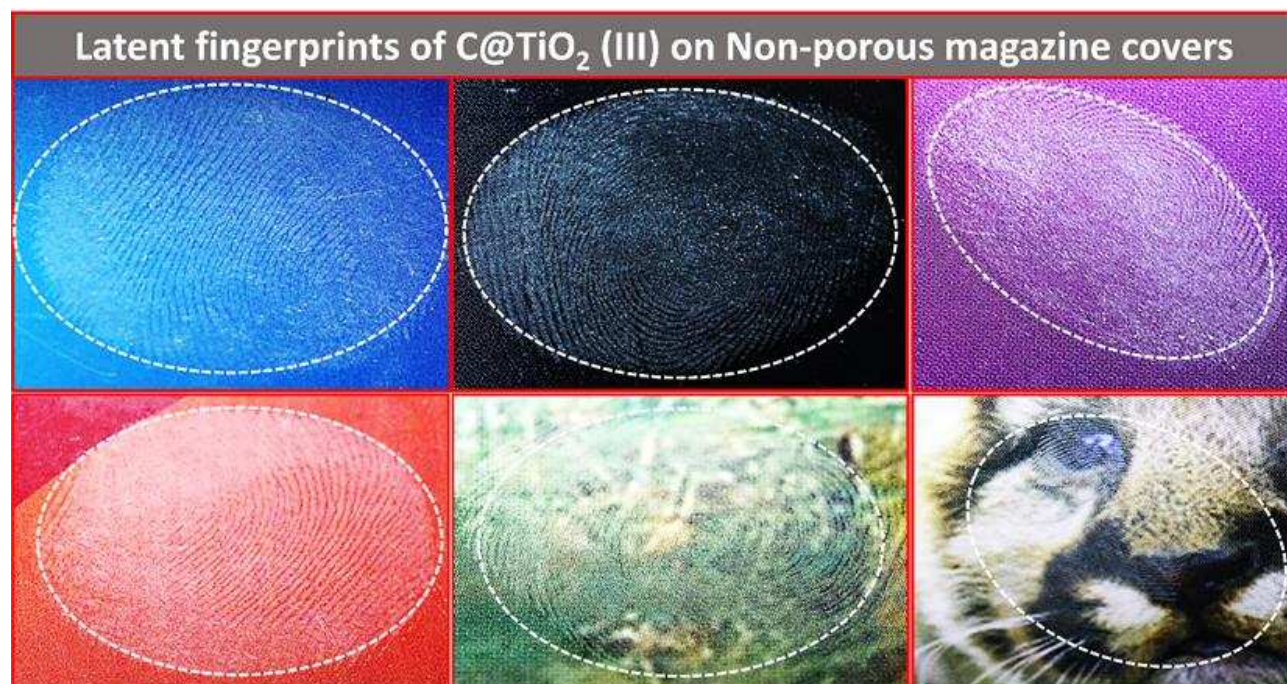 Latent fingerprints of C@TiO₂ (III) on Non-porous magazine covers